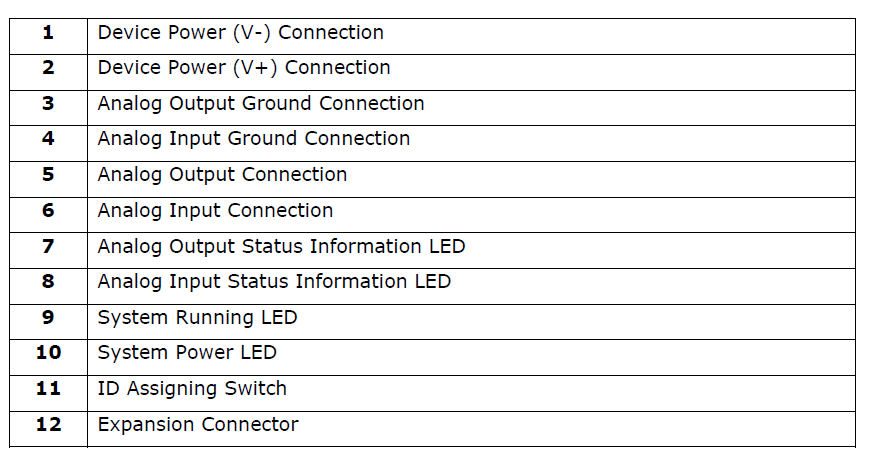 1 Device Power (V-) Connection
2 Device Power (V+) Connection
3 Analog Output Ground Connection
4 Analog Input Ground Connection
5 Analog Output Connection
6 Analog Input Connection
7 Analog Output Status Information LED
8 Analog Input Status Information LED
9 System Running LED
10 System Power LED
11 ID Assigning Switch
12 Expansion Connector